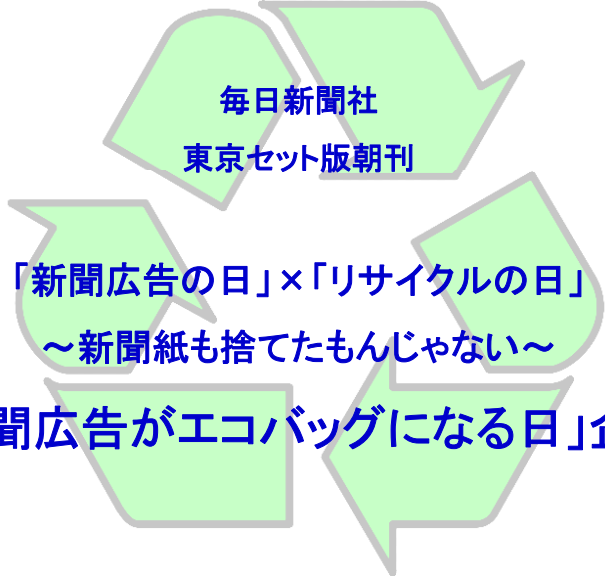 毎日新聞社
東京セット版朝刊
「新聞広告の日」×「リサイクルの日」
～新聞紙も捨てたもんじゃない～
聞広告がエコバッグになる日」企